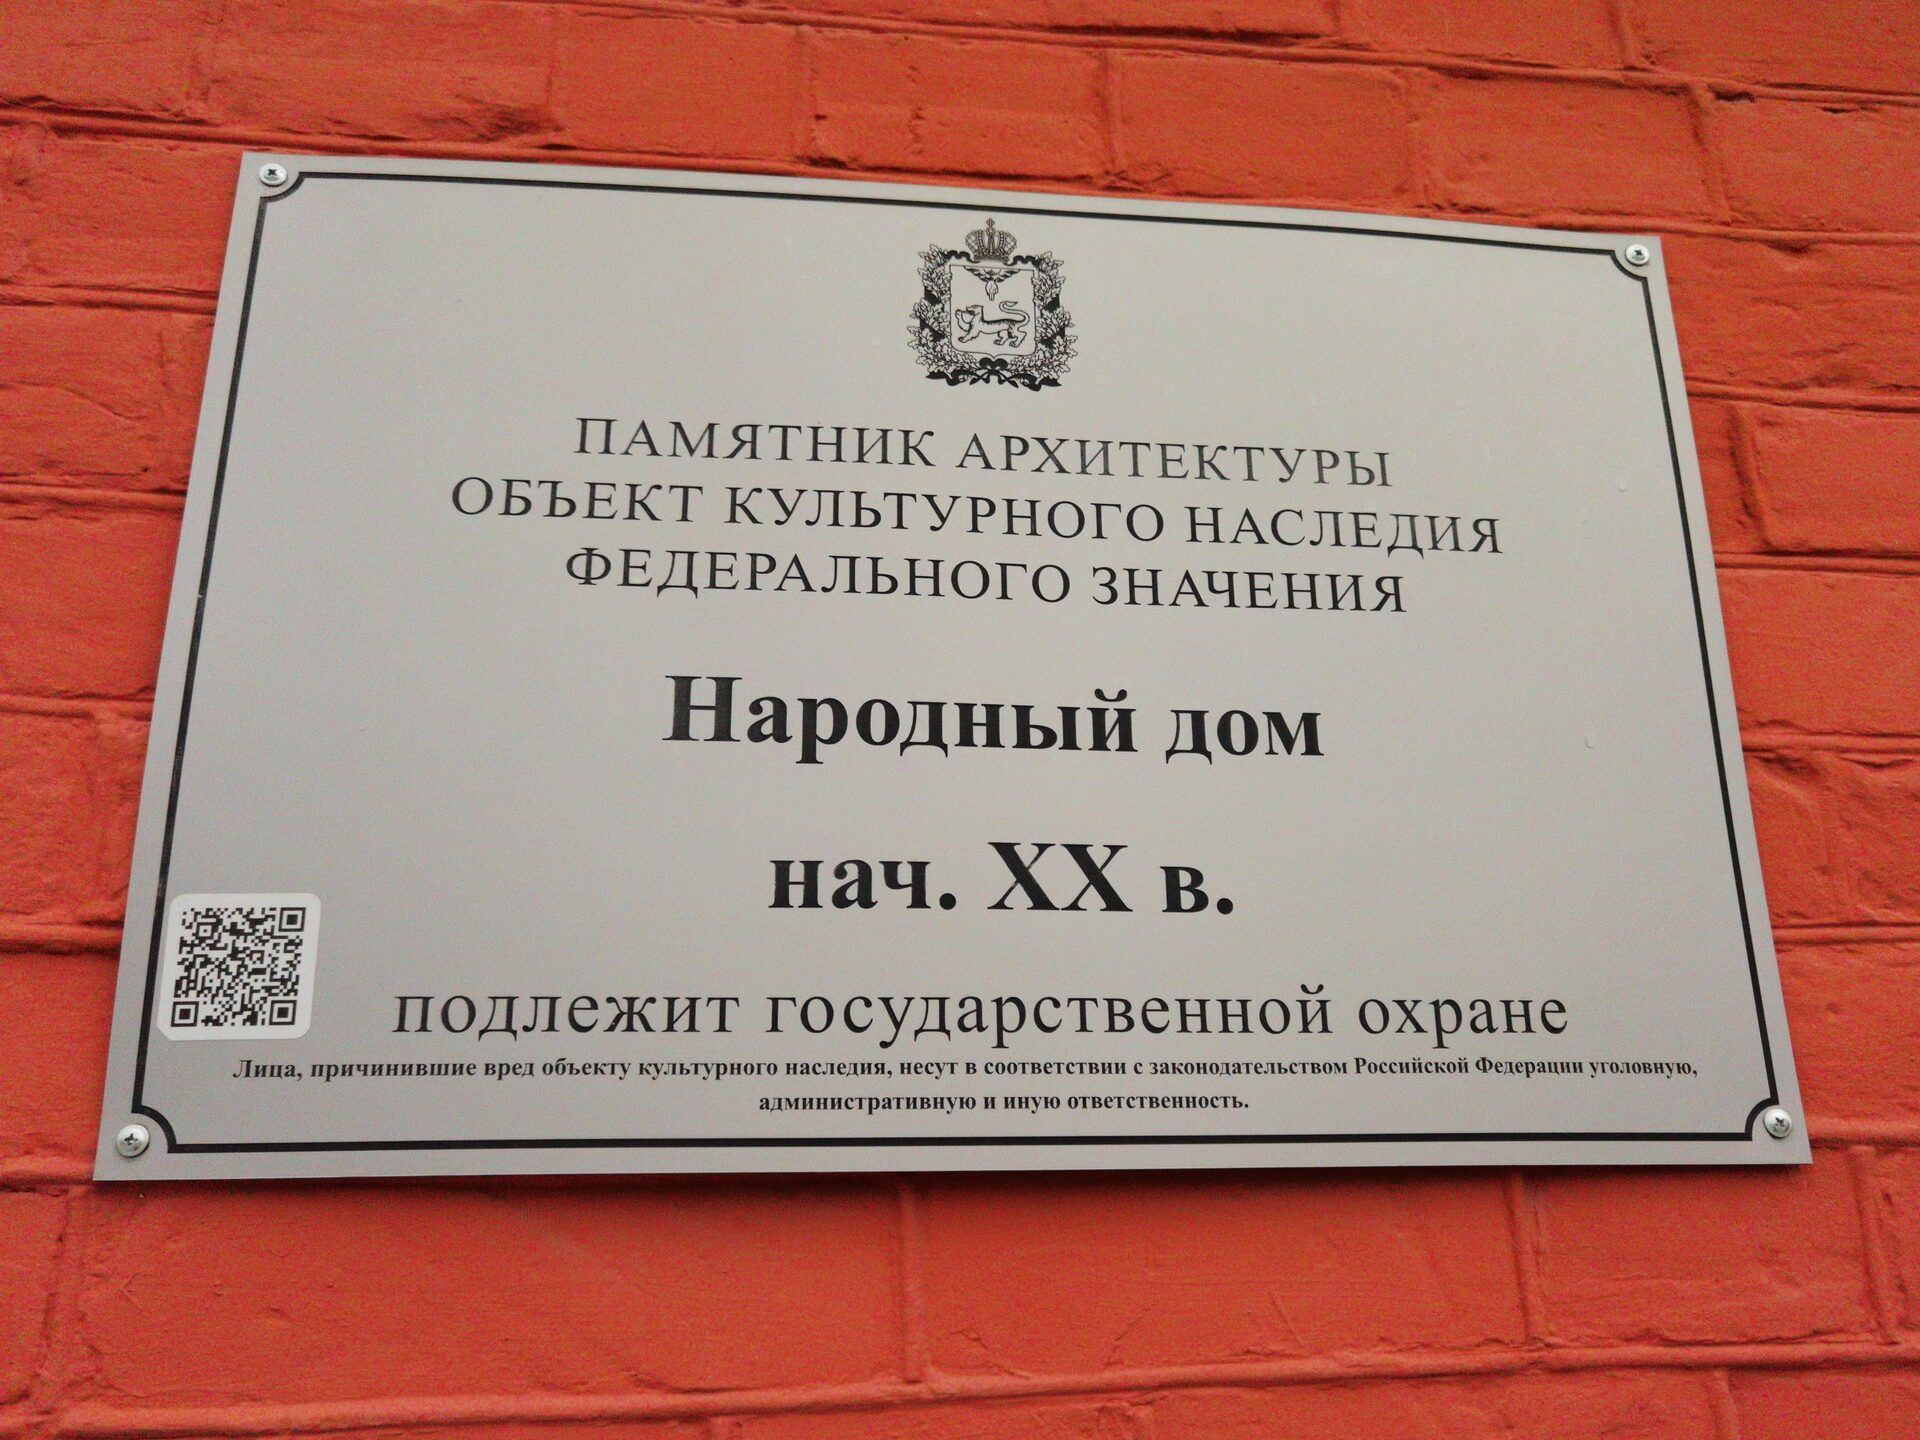 ПАМЯТНИК АРХИТЕКТУРЫ
ОБЪЕКТ КУЛЬТУРНОГО НАСЛЕДИЯ
ФЕДЕРАЛЬНОГО ЗНАЧЕНИЯ
Народный дом
нач. XX в.
подлежит государственной охране
Лица, причинившие вред объекту культурного наследия, несут в соответствии с законодательством Российской Федерации уголовную,
административную и иную ответственность.